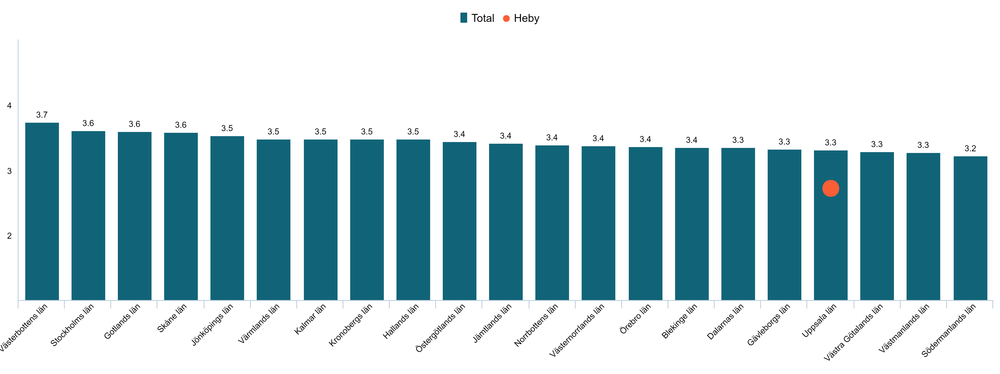 Total Heby
4
3
2
3.7
3.6
3.6
3.6
3.5
3.5
3.5
3.5
3.5
3.4
3.4
3.4
3.4
3.4
3.4
3.3
3.3
3.3
3.3
3.3
3.2
Västerbottens län
Stockholms län
Gotlands län
Skåne län
Jönköpings län
Värmlands län
Kalmar län
Kronobergs län
Hallands län
Östergötlands län
Jämtlands län
Norrbottens län
Västernorrlands län
Örebro län
Blekinge län
Dalarnas län
Gävleborgs län
Uppsala län
Västra Götalands län
Västmanlands län
Södermanlands län